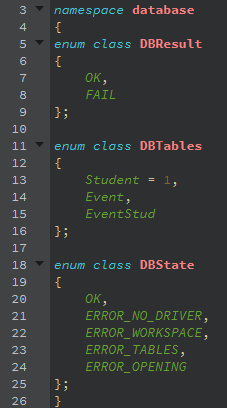 3 namespace database
4 {
5 enum class DBResult
6 {
7 OK,
8 FAIL
9 };
10
11 enum class DBTables
12 {
13 Student = 1,
14 Event,
15 EventStud
16 };
17
18 enum class DBState
19 {
20 OK,
21 ERROR_NO_DRIVER,
22 ERROR_WORKSPACE,
23 ERROR_TABLES,
24 ERROR_OPENING
25 };
26 }